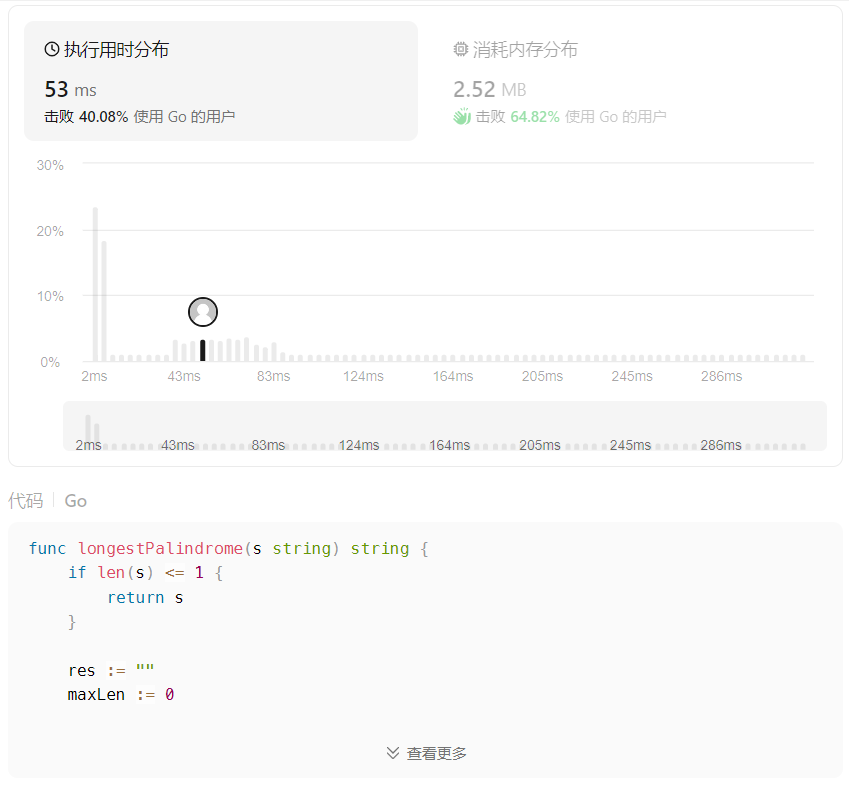 执行用时分布
53 ms
击败 40.08% 使用 Go 的用户
消耗内存分布
2.52 MB
击败 64.82% 使用 Go 的用户
30%
20%
10%
0%
2ms 43ms 83ms 124ms 164ms 205ms 245ms 286ms
2ms 43ms 83ms 124ms 164ms 205ms 245ms 286ms
代码 | Go
func longestPalindrome(s string) string {
    if len(s) <= 1 {
        return s
    }
    res := ""
    maxLen := 0
查看更多